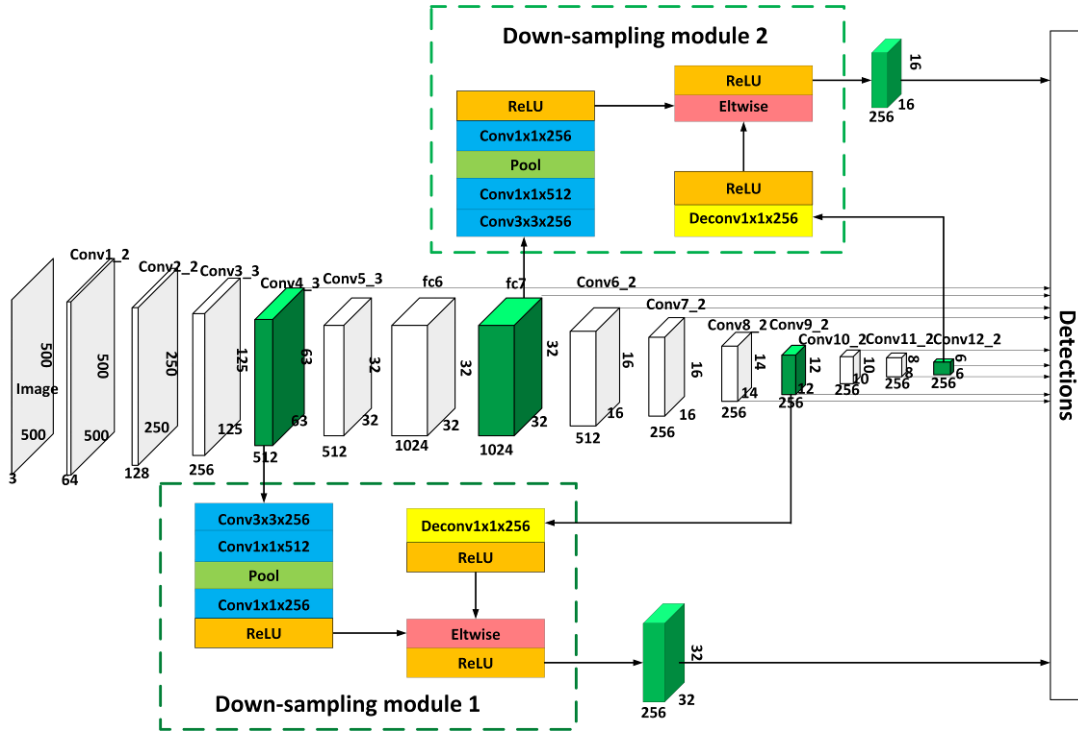 Down-sampling module 2
ReLU
Conv1x1x256
Pool
Conv1x1x512
Conv3x3x256
ReLU
Eltwise
ReLU
Deconv1x1x256
16
16
256
Conv1_2
Conv2_2
Conv3_3
Conv4_3
Conv5_3
fc6
fc7
Conv6_2
Conv7_2
Conv8_2
Conv9_2
Conv10_2
Conv11_2
Conv12_2
Image
500
500
3
500
500
64
250
250
128
125
125
256
63
63
512
32
32
512
32
32
1024
32
32
1024
16
16
512
16
16
256
14
14
256
12
12
256
10
10
256
8
8
256
6
6
256
Detections
Conv3x3x256
Conv1x1x512
Pool
Conv1x1x256
ReLU
Deconv1x1x256
ReLU
Eltwise
ReLU
32
32
256
Down-sampling module 1